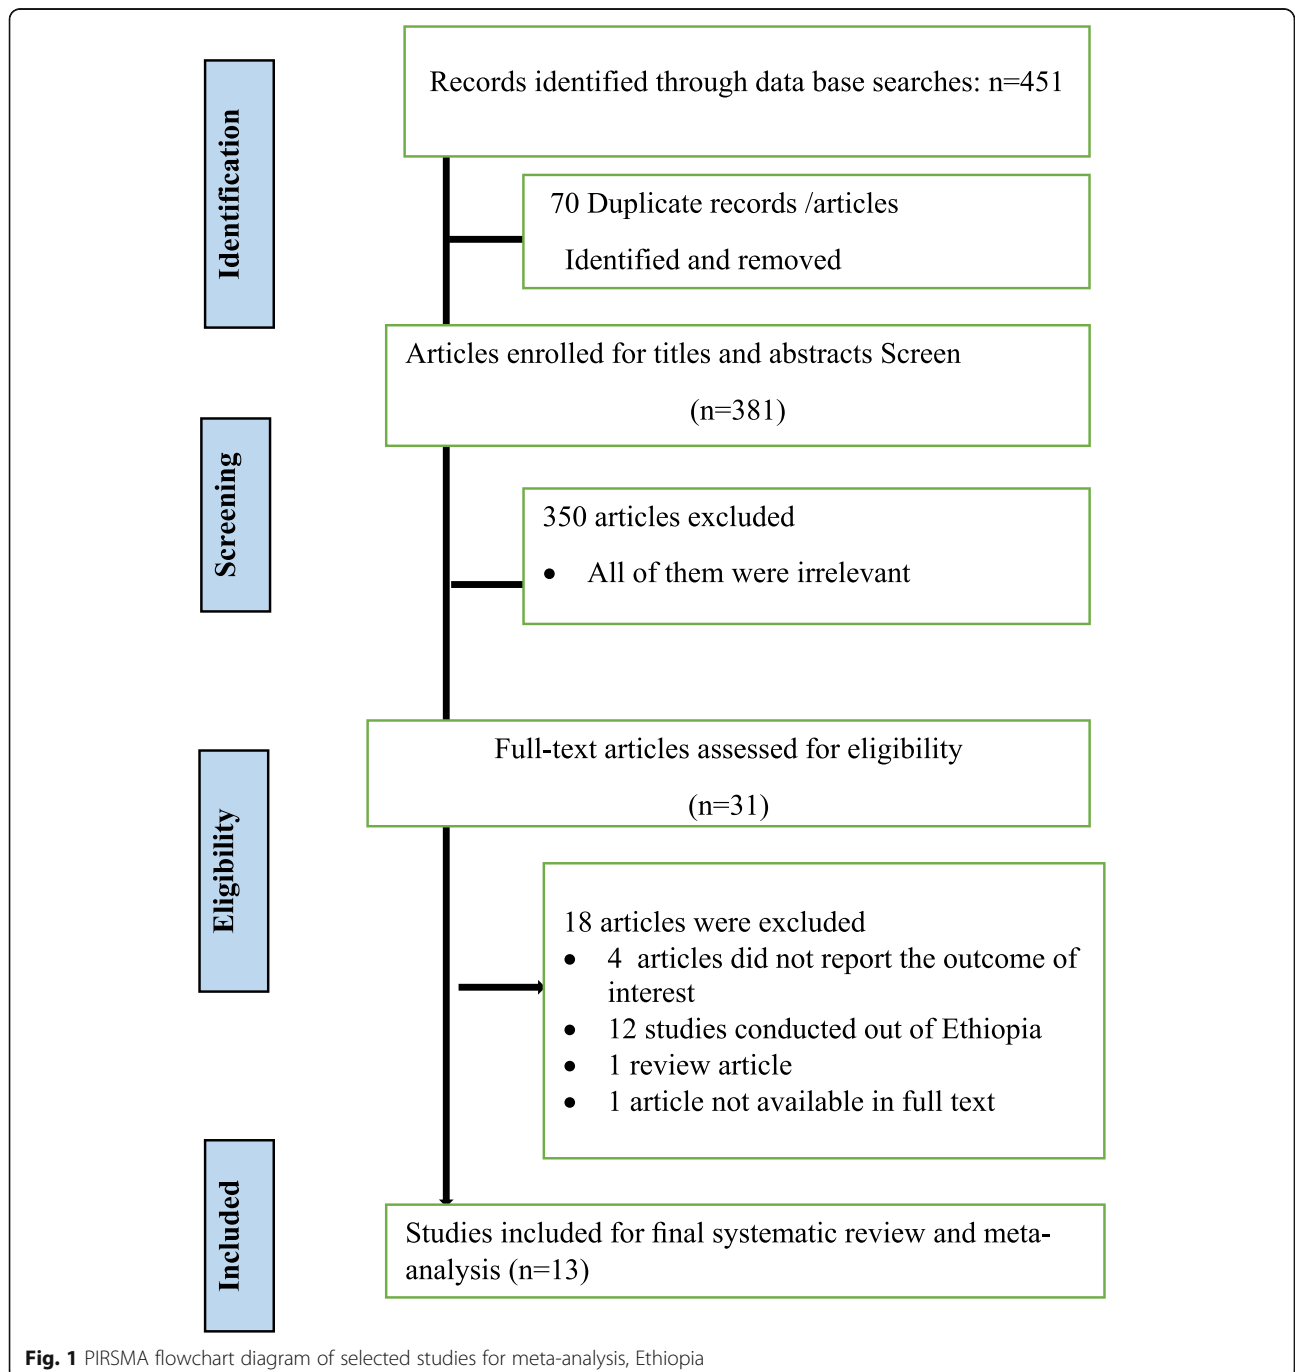 Identification
Records identified through data base searches: n=451
70 Duplicate records /articles
Identified and removed
Articles enrolled for titles and abstracts Screen
(n=381)
Screening
350 articles excluded
• All of them were irrelevant
Eligibility
Full-text articles assessed for eligibility
(n=31)
18 articles were excluded
• 4 articles did not report the outcome of
interest
• 12 studies conducted out of Ethiopia
• 1 review article
• 1 article not available in full text
Included
Studies included for final systematic review and meta-
analysis (n=13)
Fig. 1 PIRSMA flowchart diagram of selected studies for meta-analysis, Ethiopia